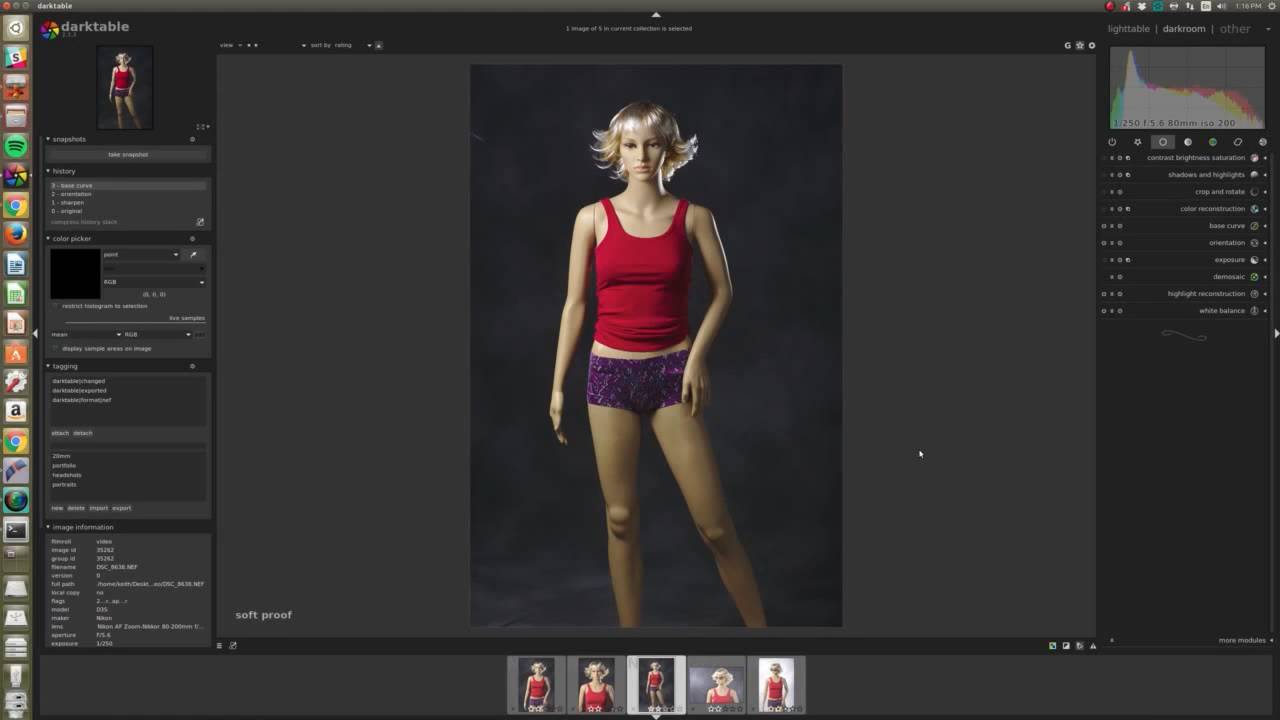 darktable
1:16 PM
En
darktable
1 image of 5 in current collection is selected
lighttable | darkroom | other
view
sort by rating
G
1/250 f/5.6 80mm iso 200
snapshots
take snapshot
history
3 - base curve
2 - orientation
1 - sharpen
0 - original
compress history stack
color picker
point
RGB
(0, 0, 0)
restrict histogram to selection
live samples
mean RGB
display sample areas on image
tagging
darktable|changed
darktable|exported
darktable|format|nef
attach detach
20mm
portfolio
headshots
portraits
new delete import export
image information
filmroll video
image id 35262
group id 35262
filename DSC_8638.NEF
version 0
full path /home/keith/Deskt...eo/DSC_8638.NEF
local copy no
flags
model D3S
maker Nikon
lens Nikon AF Zoom-Nikkor 80-200mm f/...
aperture F/5.6
exposure 1/250
soft proof
contrast brightness saturation
shadows and highlights
crop and rotate
color reconstruction
base curve
orientation
exposure
demosaic
highlight reconstruction
white balance
more modules